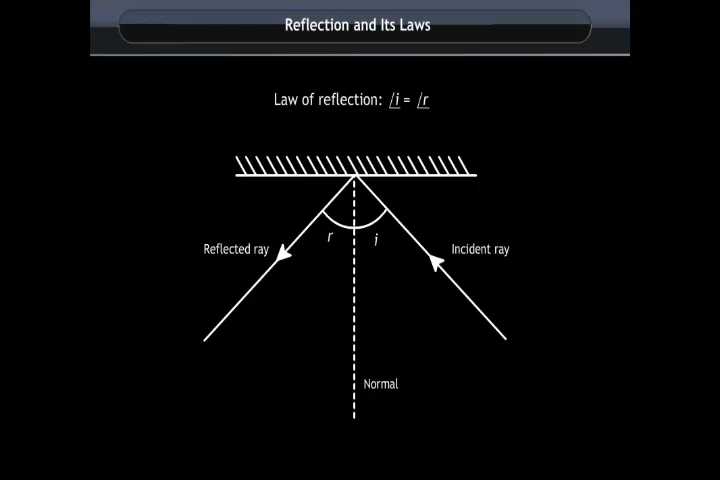 Reflection and Its Laws
Law of reflection: ∠i = ∠r
r
i
Reflected ray
Incident ray
Normal